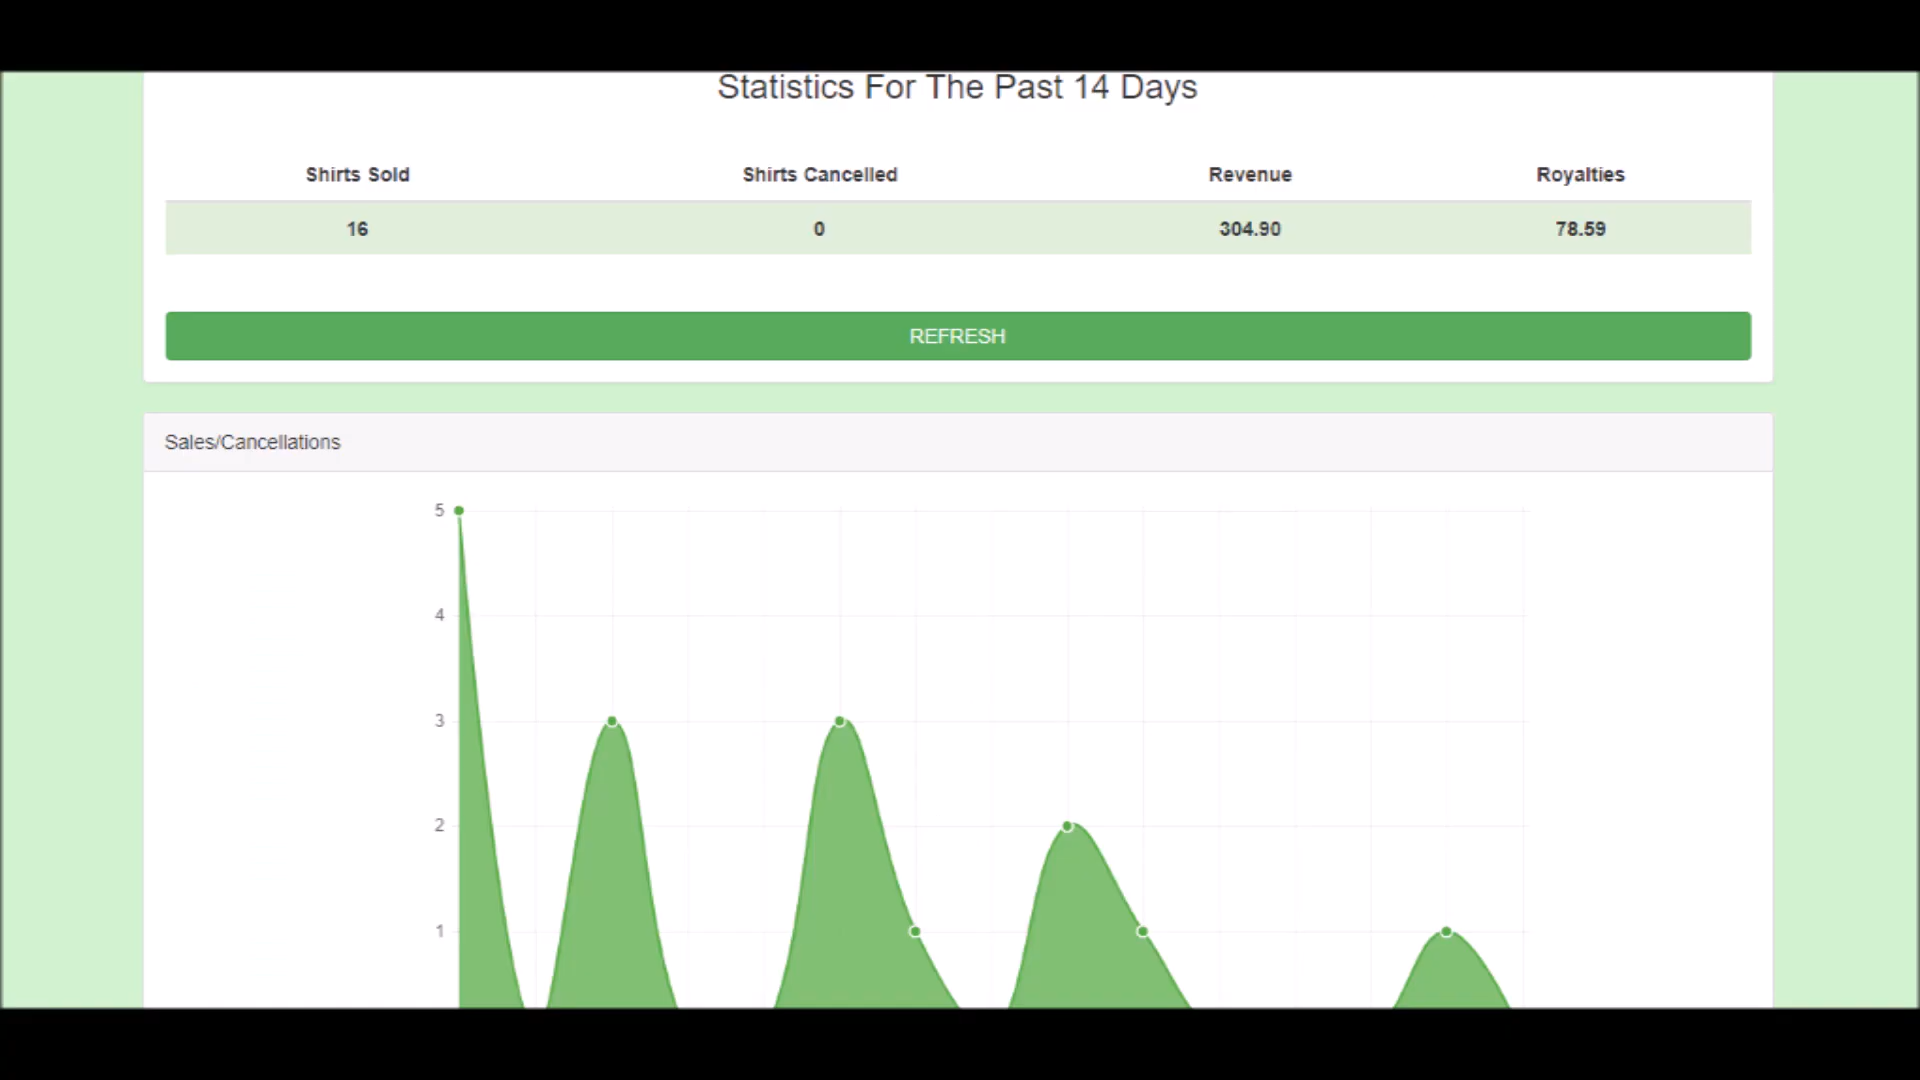 Statistics For The Past 14 Days
Shirts Sold Shirts Cancelled Revenue Royalties
16 0 304.90 78.59
REFRESH
Sales/Cancellations
5
4
3
2
1